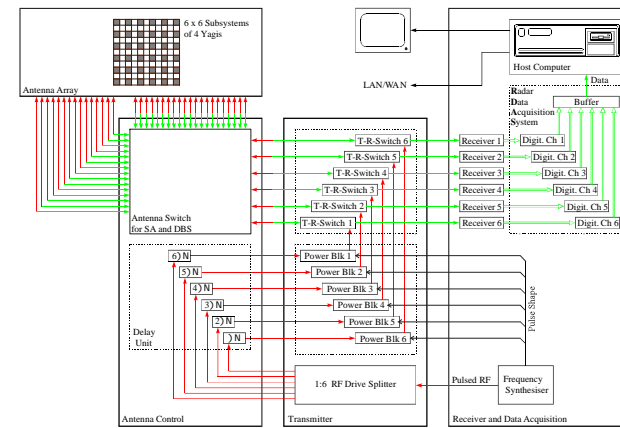 6 x 6 Subsystems
of 4 Yagis
Antenna Array
LAN/WAN
Host Computer
Data
Radar
Data
Acquisition
System
Buffer
Antenna Switch
for SA and DBS
T-R-Switch 6
T-R-Switch 5
T-R-Switch 4
T-R-Switch 3
T-R-Switch 2
T-R-Switch 1
Receiver 1
Receiver 2
Receiver 3
Receiver 4
Receiver 5
Receiver 6
Digit. Ch 1
Digit. Ch 2
Digit. Ch 3
Digit. Ch 4
Digit. Ch 5
Digit. Ch 6
6) N
5) N
4) N
3) N
2) N
) N
Delay
Unit
Power Blk 1
Power Blk 2
Power Blk 3
Power Blk 4
Power Blk 5
Power Blk 6
Pulse Shape
1:6 RF Drive Splitter
Pulsed RF
Frequency
Synthesiser
Antenna Control
Transmitter
Receiver and Data Acquisition